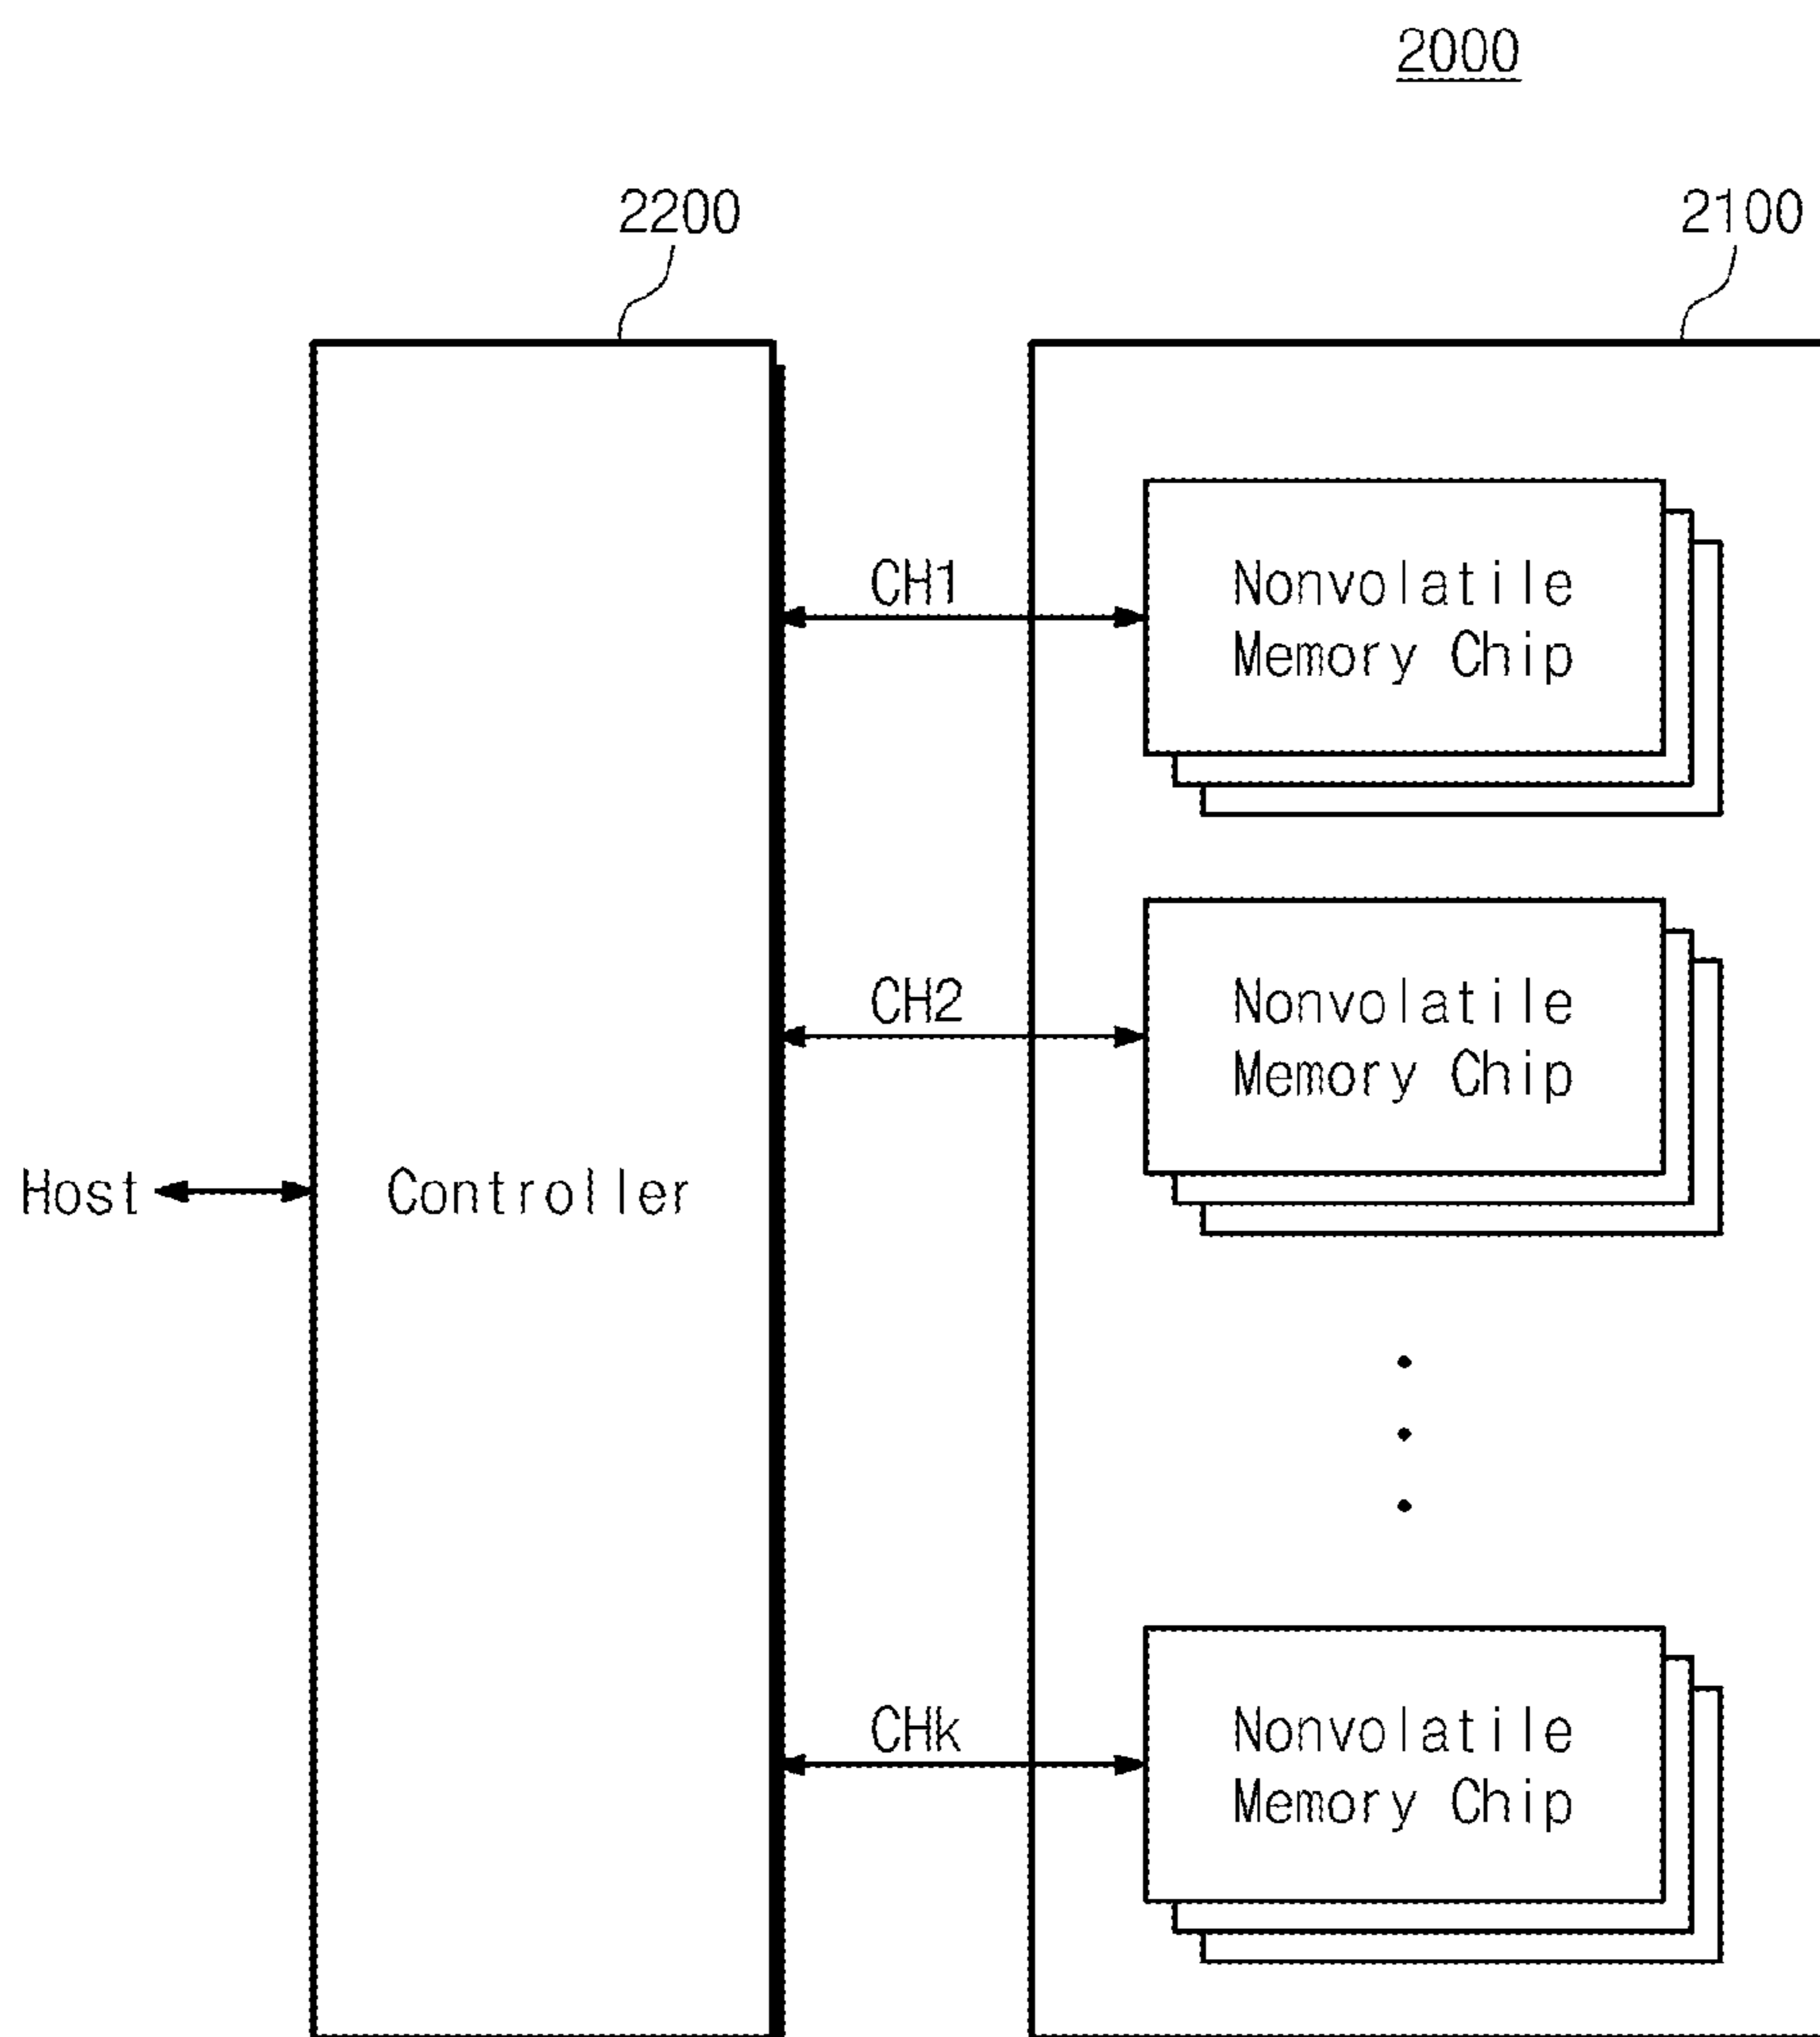 2000
2200
2100
CH1
Nonvolatile
Memory Chip
CH2
Nonvolatile
Memory Chip
Host
Controller
CHk
Nonvolatile
Memory Chip